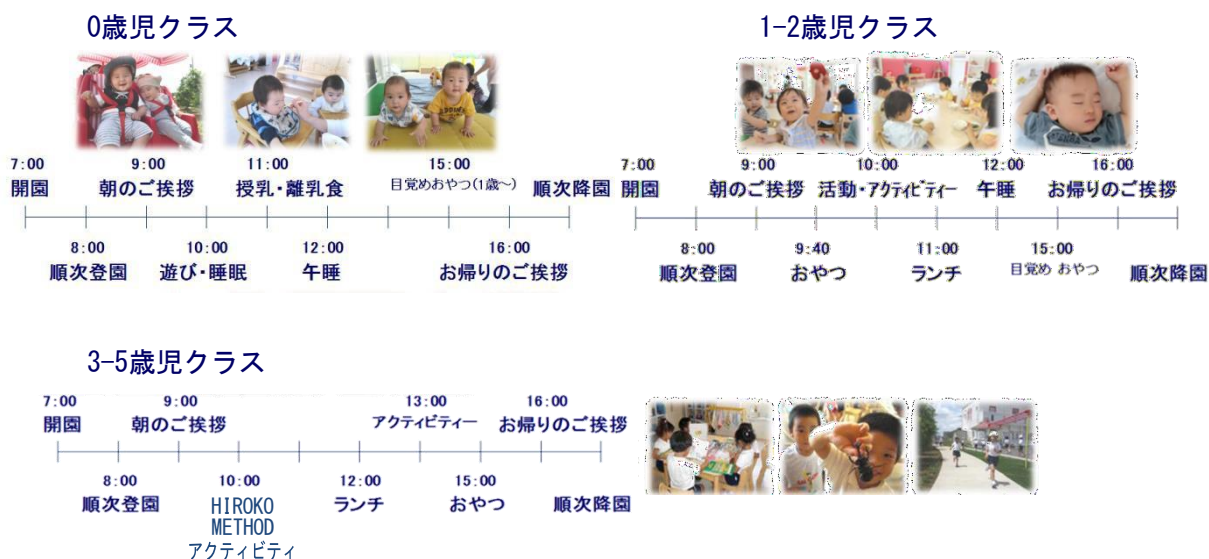 0歳児クラス
7:00 9:00 11:00 15:00
開園 朝のご挨拶 授乳・離乳食 目覚めおやつ(1歳〜) 順次降園
8:00 10:00 12:00 16:00
順次登園 遊び・睡眠 午睡 お帰りのご挨拶
1-2歳児クラス
7:00 9:00 10:00 12:00 16:00
開園 朝のご挨拶 活動・アクティビティー 午睡 お帰りのご挨拶
8:00 9:40 11:00 15:00
順次登園 おやつ ランチ 目覚め おやつ 順次降園
3-5歳児クラス
7:00 9:00 13:00 16:00
開園 朝のご挨拶 アクティビティー お帰りのご挨拶
8:00 10:00 12:00 15:00
順次登園 HIROKO ランチ おやつ 順次降園
METHOD
アクティビティ